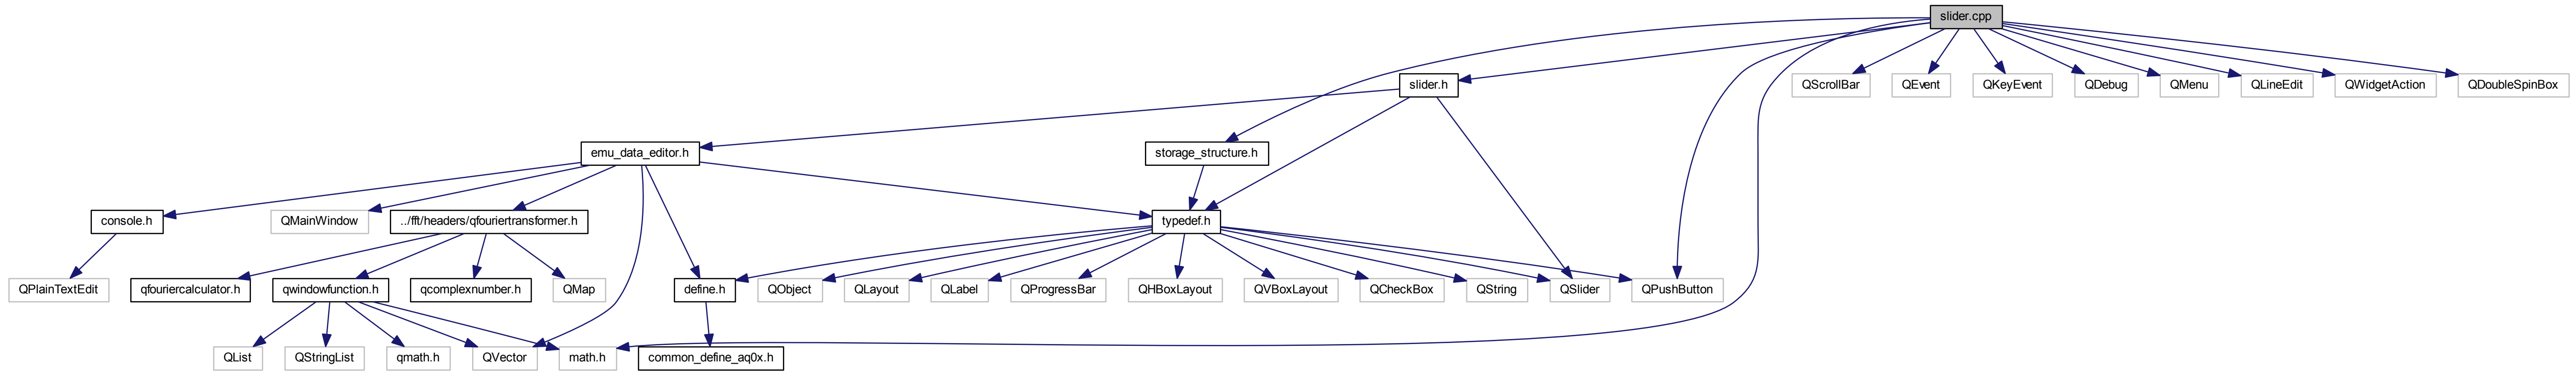 slider.cpp
slider.h
QScrollBar
QEvent
QKeyEvent
QDebug
QMenu
QLineEdit
QWidgetAction
QDoubleSpinBox
emu_data_editor.h
storage_structure.h
console.h
QMainWindow
../fft/headers/qfouriertransformer.h
typedef.h
QPlainTextEdit
qfouriercalculator.h
qwindowfunction.h
qcomplexnumber.h
QMap
define.h
QObject
QLayout
QLabel
QProgressBar
QHBoxLayout
QVBoxLayout
QCheckBox
QString
QSlider
QPushButton
QList
QStringList
qmath.h
QVector
math.h
common_define_aq0x.h